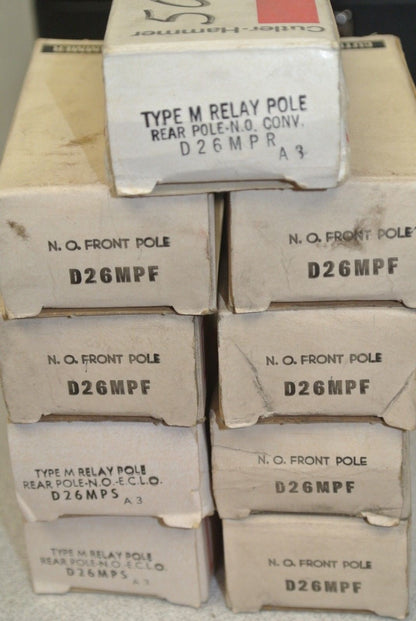 50
Cutler-Hammer
TYPE M RELAY POLE
REAR POLE-N.O. CONV.
D26MPR
A3
N. O. FRONT POLE
D26MPF
N. O. FRONT POLE
D26MPF
N. O. FRONT POLE
D26MPF
N. O. FRONT POLE
D26MPF
TYPE M RELAY POLE
REAR POLE-N.O.-E.C.L.O.
D26MPS
A3
N. O. FRONT POLE
D26MPF
TYPE M RELAY POLE
REAR POLE-N.O.-E.C.L.O.
D26MPS
A3
N. O. FRONT POLE
D26MPF